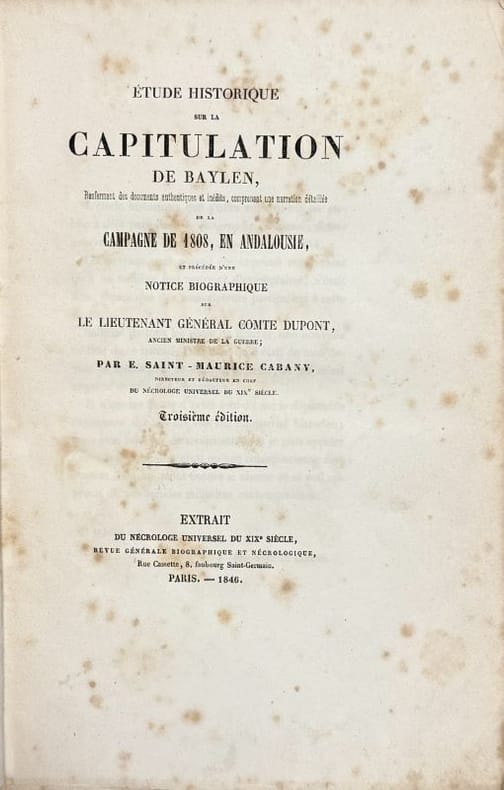 ÉTUDE HISTORIQUE
SUR LA
CAPITULATION
DE BAYLEN,
Renfermant des documents authentiques et inédits, comprenant une narration détaillée
DE LA
CAMPAGNE DE 1808, EN ANDALOUSIE,
ET PRÉCÉDÉE D'UNE
NOTICE BIOGRAPHIQUE
SUR
LE LIEUTENANT GÉNÉRAL COMTE DUPONT,
ANCIEN MINISTRE DE LA GUERRE;
PAR E. SAINT-MAURICE CABANY,
DIRECTEUR ET RÉDACTEUR EN CHEF
DU NÉCROLOGE UNIVERSEL DU XIXe SIÈCLE.
Troisième édition.
EXTRAIT
DU NÉCROLOGE UNIVERSEL DU XIXe SIÈCLE,
REVUE GÉNÉRALE BIOGRAPHIQUE ET NÉCROLOGIQUE,
Rue Cassette, 8, faubourg Saint-Germain.
PARIS. — 1846.